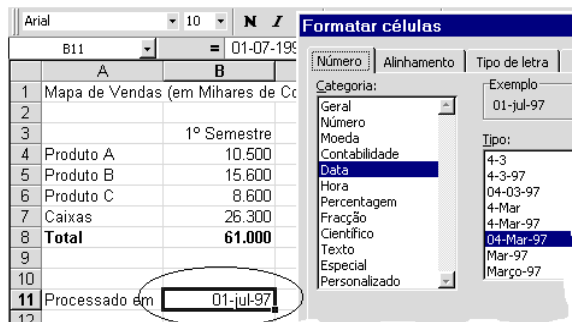 Arial 10 N I
B11 = 01-07-199
A B
1 Mapa de Vendas (em Mihares de Co
2
3 1º Semestre
4 Produto A 10.500
5 Produto B 15.600
6 Produto C 8.600
7 Caixas 26.300
8 Total 61.000
9
10
11 Processado em 01-jul-97
12
Formatar células
Número Alinhamento Tipo de letra
Categoria:
Geral
Número
Moeda
Contabilidade
Data
Hora
Percentagem
Fracção
Científico
Texto
Especial
Personalizado
Exemplo
01-jul-97
Tipo:
4-3
4-3-97
04-03-97
4-Mar
4-Mar-97
04-Mar-97
Mar-97
Março-97